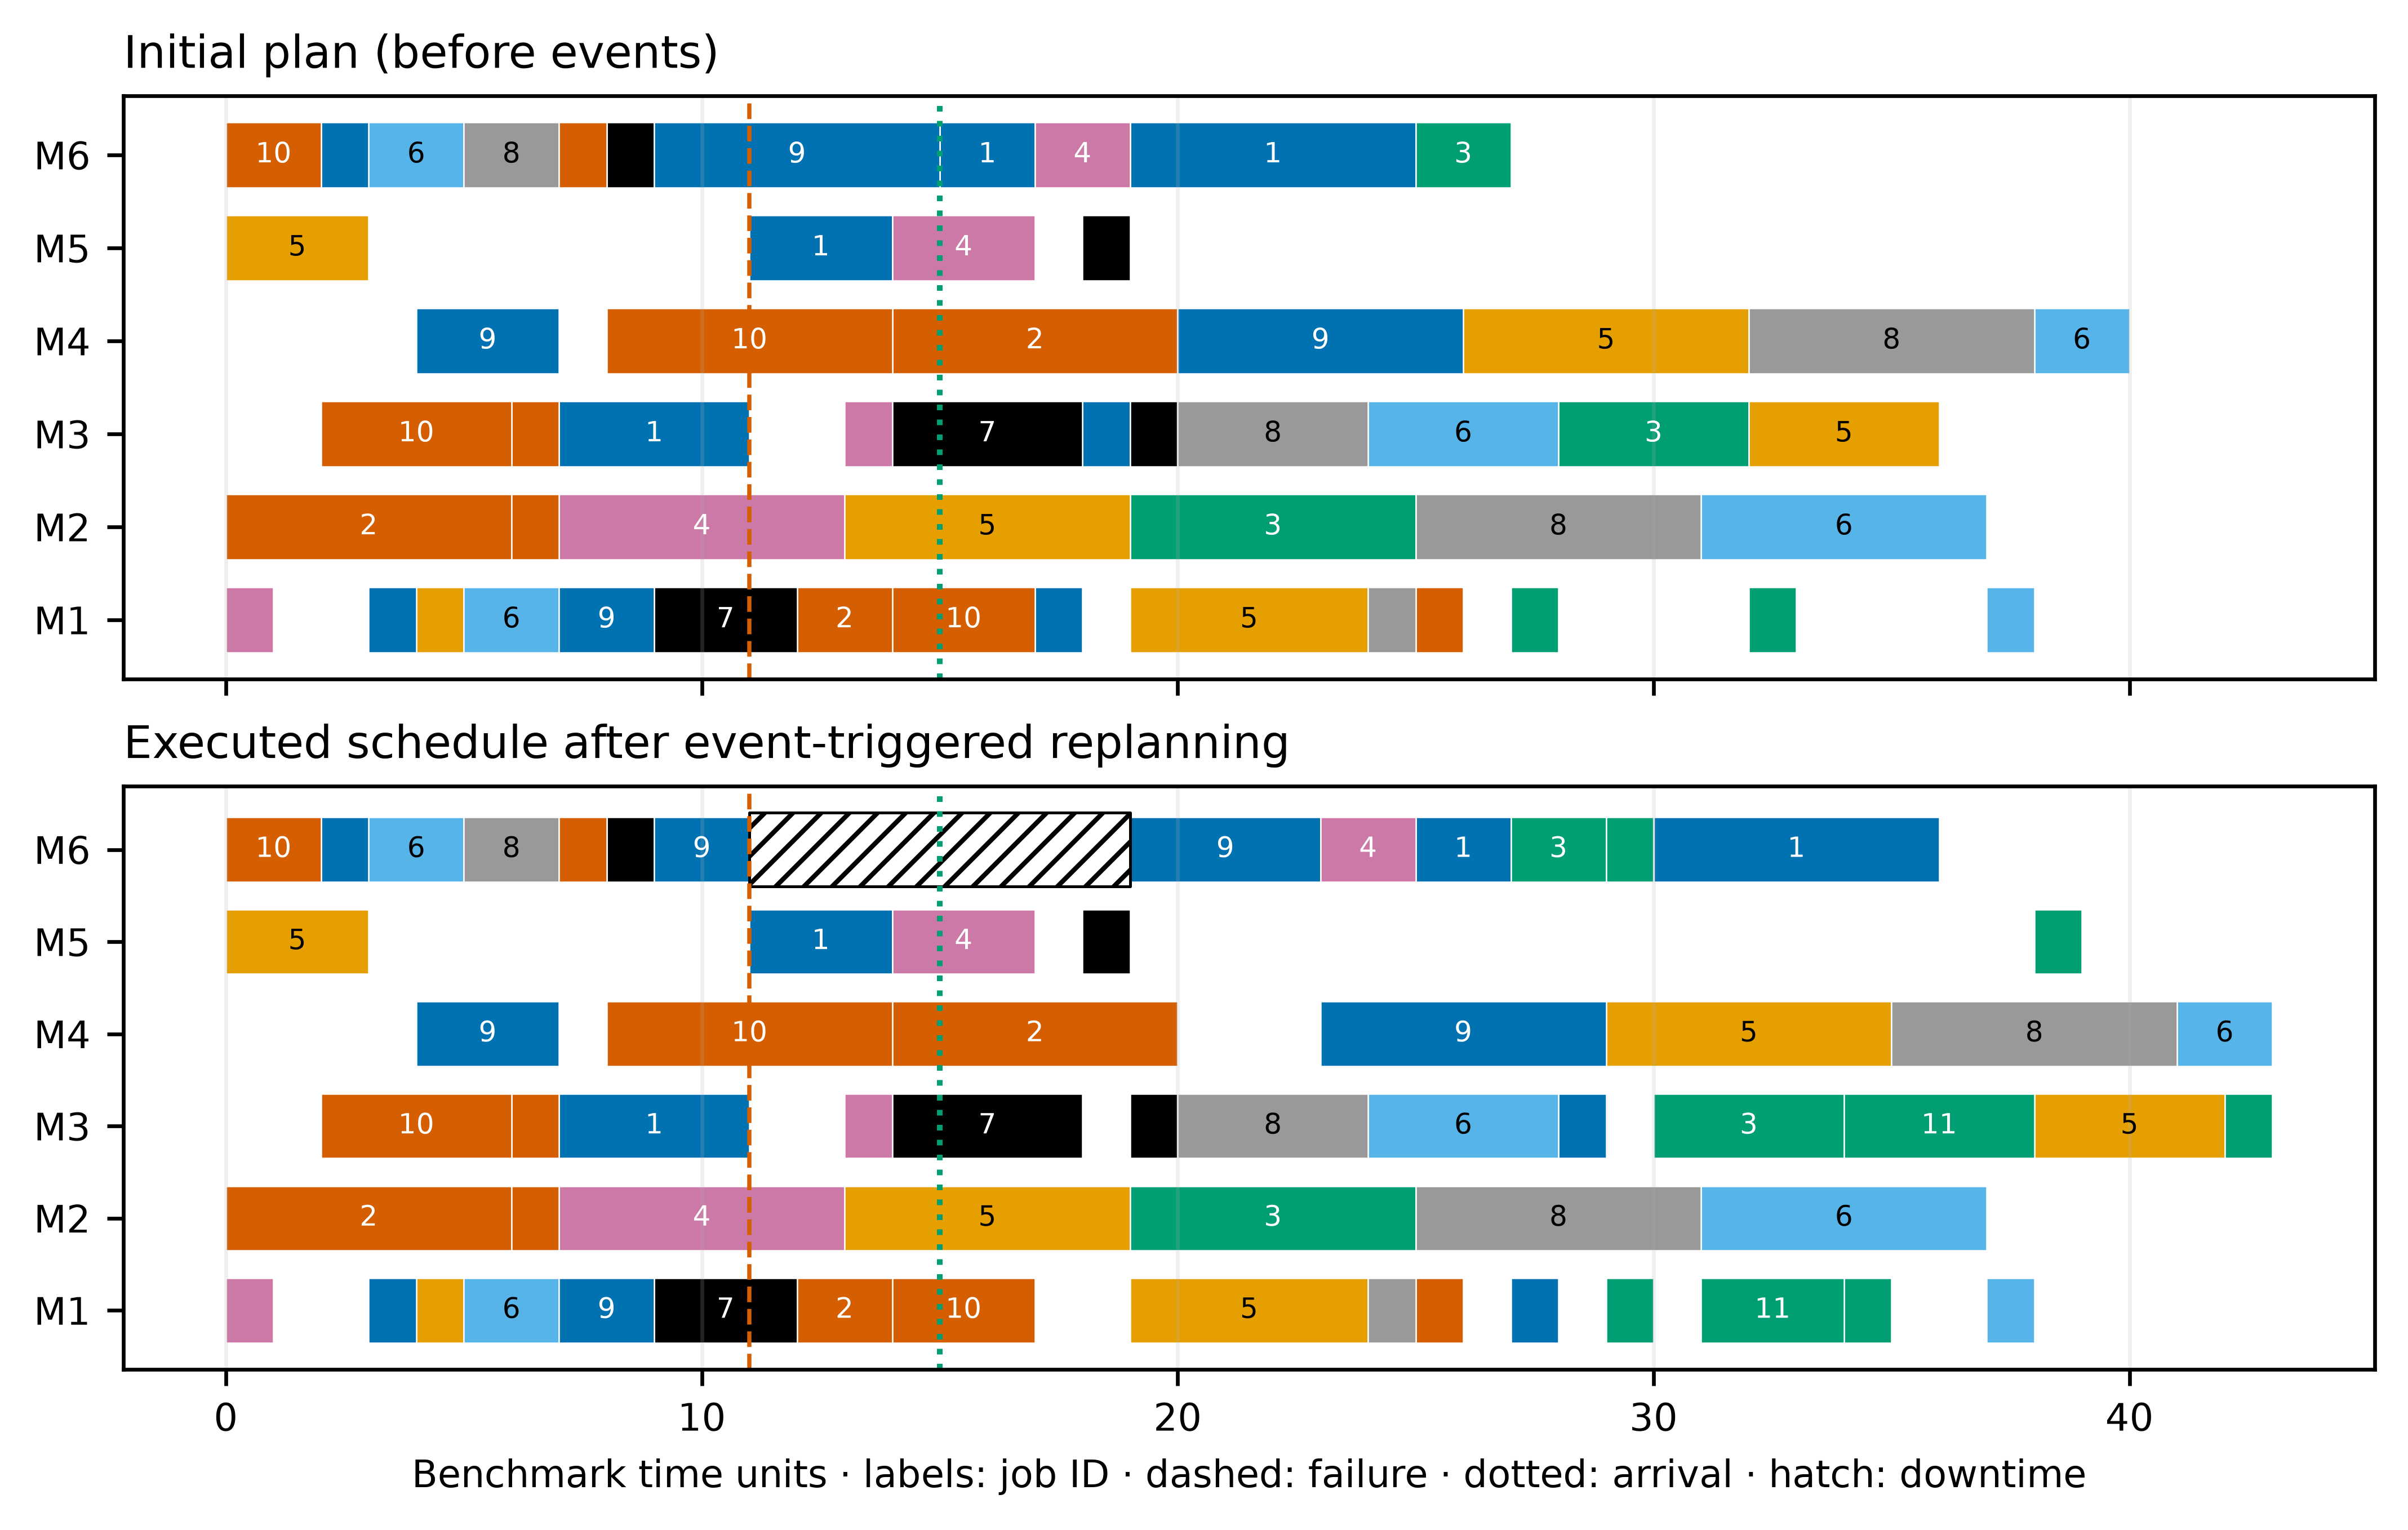 Initial plan (before events)
M6 10 6 8 9 1 4 1 3
M5 5 1 4
M4 9 10 2 9 5 8 6
M3 10 1 7 8 6 3 5
M2 2 4 5 3 8 6
M1 6 9 7 2 10 5
Executed schedule after event-triggered replanning
M6 10 6 8 9 9 4 1 3 1
M5 5 1 4
M4 9 10 2 9 5 8 6
M3 10 1 7 8 6 3 11 5
M2 2 4 5 3 8 6
M1 6 9 7 2 10 5 11
0 10 20 30 40
Benchmark time units · labels: job ID · dashed: failure · dotted: arrival · hatch: downtime